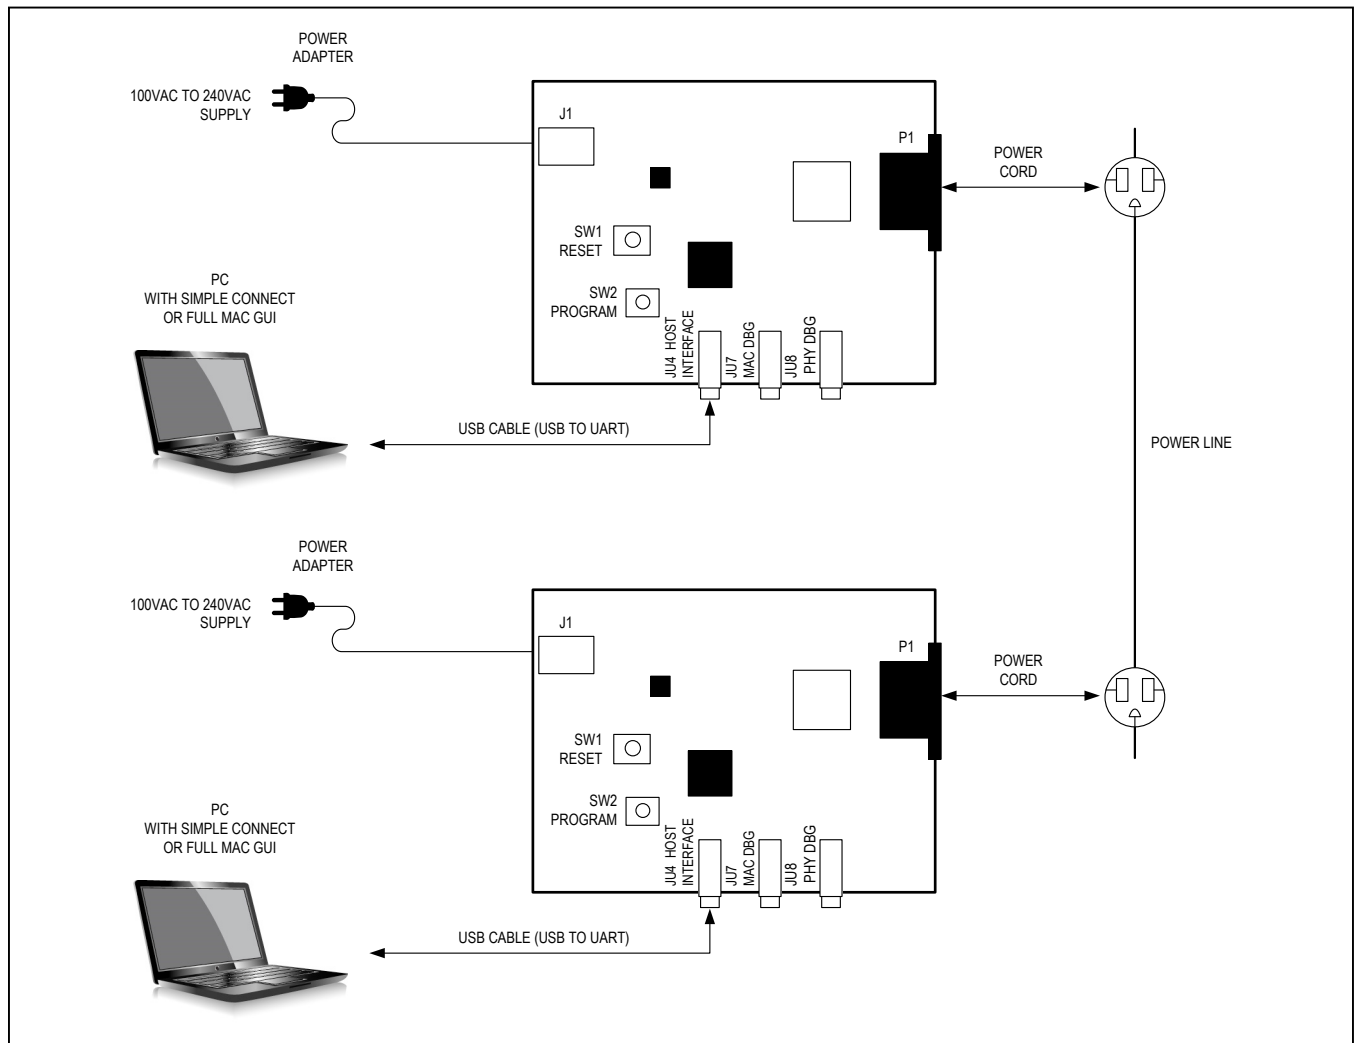 POWER
ADAPTER
100VAC TO 240VAC
SUPPLY
J1
P1
POWER
CORD
SW1
RESET
SW2
PROGRAM
PC
WITH SIMPLE CONNECT
OR FULL MAC GUI
JU4 HOST
INTERFACE
JU7
MAC DBG
JU8
PHY DBG
USB CABLE (USB TO UART)
POWER LINE
POWER
ADAPTER
100VAC TO 240VAC
SUPPLY
J1
P1
POWER
CORD
SW1
RESET
SW2
PROGRAM
PC
WITH SIMPLE CONNECT
OR FULL MAC GUI
JU4 HOST
INTERFACE
JU7
MAC DBG
JU8
PHY DBG
USB CABLE (USB TO UART)